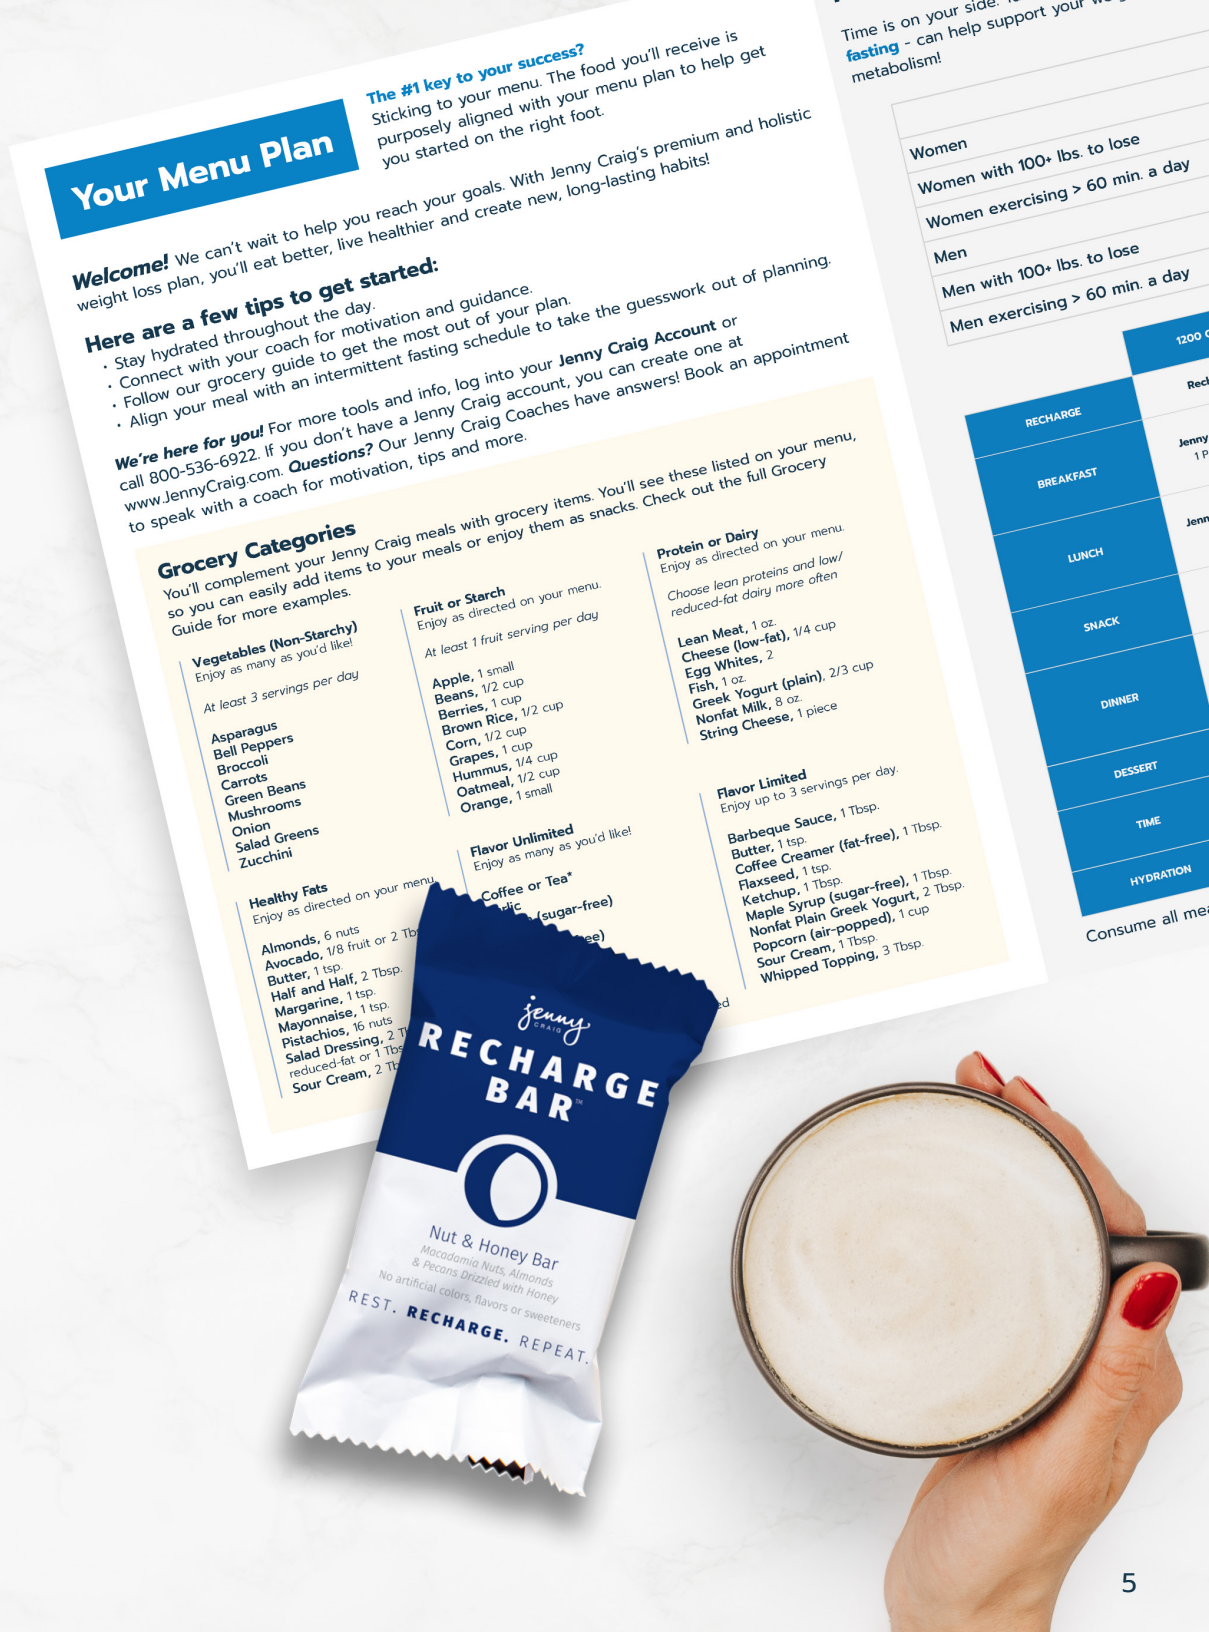 Your Menu Plan
The #1 key to your success?
Sticking to your menu. The food you'll receive is
purposely aligned with your menu plan to help get
you started on the right foot.
Welcome! We can't wait to help you reach your goals. With Jenny Craig's premium and holistic
weight loss plan, you'll eat better, live healthier and create new, long-lasting habits!
Here are a few tips to get started:
· Stay hydrated throughout the day.
· Connect with your coach for motivation and guidance.
· Follow our grocery guide to get the most out of your plan.
· Align your meal with an intermittent fasting schedule to take the guesswork out of planning.
We're here for you! For more tools and info, log into your Jenny Craig Account or
call 800-536-6922. If you don't have a Jenny Craig account, you can create one at
www.JennyCraig.com. Questions? Our Jenny Craig Coaches have answers! Book an appointment
to speak with a coach for motivation, tips and more.
Grocery Categories
You'll complement your Jenny Craig meals with grocery items. You'll see these listed on your menu,
so you can easily add items to your meals or enjoy them as snacks. Check out the full Grocery
Guide for more examples.
Vegetables (Non-Starchy)
Enjoy as many as you'd like!
At least 3 servings per day
Asparagus
Bell Peppers
Broccoli
Carrots
Green Beans
Mushrooms
Onion
Salad Greens
Zucchini
Fruit or Starch
Enjoy as directed on your menu.
At least 1 fruit serving per day
Apple, 1 small
Beans, 1/2 cup
Berries, 1 cup
Brown Rice, 1/2 cup
Corn, 1/2 cup
Grapes, 1 cup
Hummus, 1/4 cup
Oatmeal, 1/2 cup
Orange, 1 small
Protein or Dairy
Enjoy as directed on your menu.
Choose lean proteins and low/
reduced-fat dairy more often
Lean Meat, 1 oz.
Cheese (low-fat), 1/4 cup
Egg Whites, 2
Fish, 1 oz.
Greek Yogurt (plain), 2/3 cup
Nonfat Milk, 8 oz.
String Cheese, 1 piece
Healthy Fats
Enjoy as directed on your menu.
Almonds, 6 nuts
Avocado, 1/8 fruit or 2 Tbs
Butter, 1 tsp.
Half and Half, 2 Tbsp.
Margarine, 1 tsp.
Mayonnaise, 1 tsp.
Pistachios, 16 nuts
Salad Dressing, 2 T
reduced-fat or 1 Tbs
Sour Cream, 2 Tb
Flavor Unlimited
Enjoy as many as you'd like!
Coffee or Tea*
(sugar-free)
Flavor Limited
Enjoy up to 3 servings per day.
Barbeque Sauce, 1 Tbsp.
Butter, 1 tsp.
Coffee Creamer (fat-free), 1 Tbsp.
Flaxseed, 1 tsp.
Ketchup, 1 Tbsp.
Maple Syrup (sugar-free), 1 Tbsp.
Nonfat Plain Greek Yogurt, 2 Tbsp.
Popcorn (air-popped), 1 cup
Sour Cream, 1 Tbsp.
Whipped Topping, 3 Tbsp.
Time is on your side.
fasting - can help support your
metabolism!
Women
Women with 100+ lbs. to lose
Women exercising > 60 min. a day
Men
Men with 100+ lbs. to lose
Men exercising > 60 min. a day
1200
RECHARGE
BREAKFAST
Jenny
LUNCH
SNACK
DINNER
DESSERT
TIME
HYDRATION
Consume all
jenny
CRAIG
RECHARGE
BAR™
Nut & Honey Bar
Macadamia Nuts, Almonds
& Pecans Drizzled with Honey
No artificial colors, flavors or sweeteners
REST. RECHARGE. REPEAT.
5